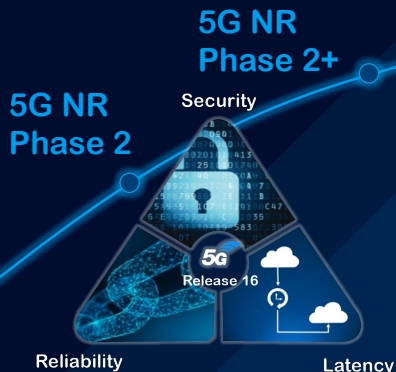 5G NR
Phase 2+
5G NR
Phase 2
Security
5G
Release 16
Reliability
Latency